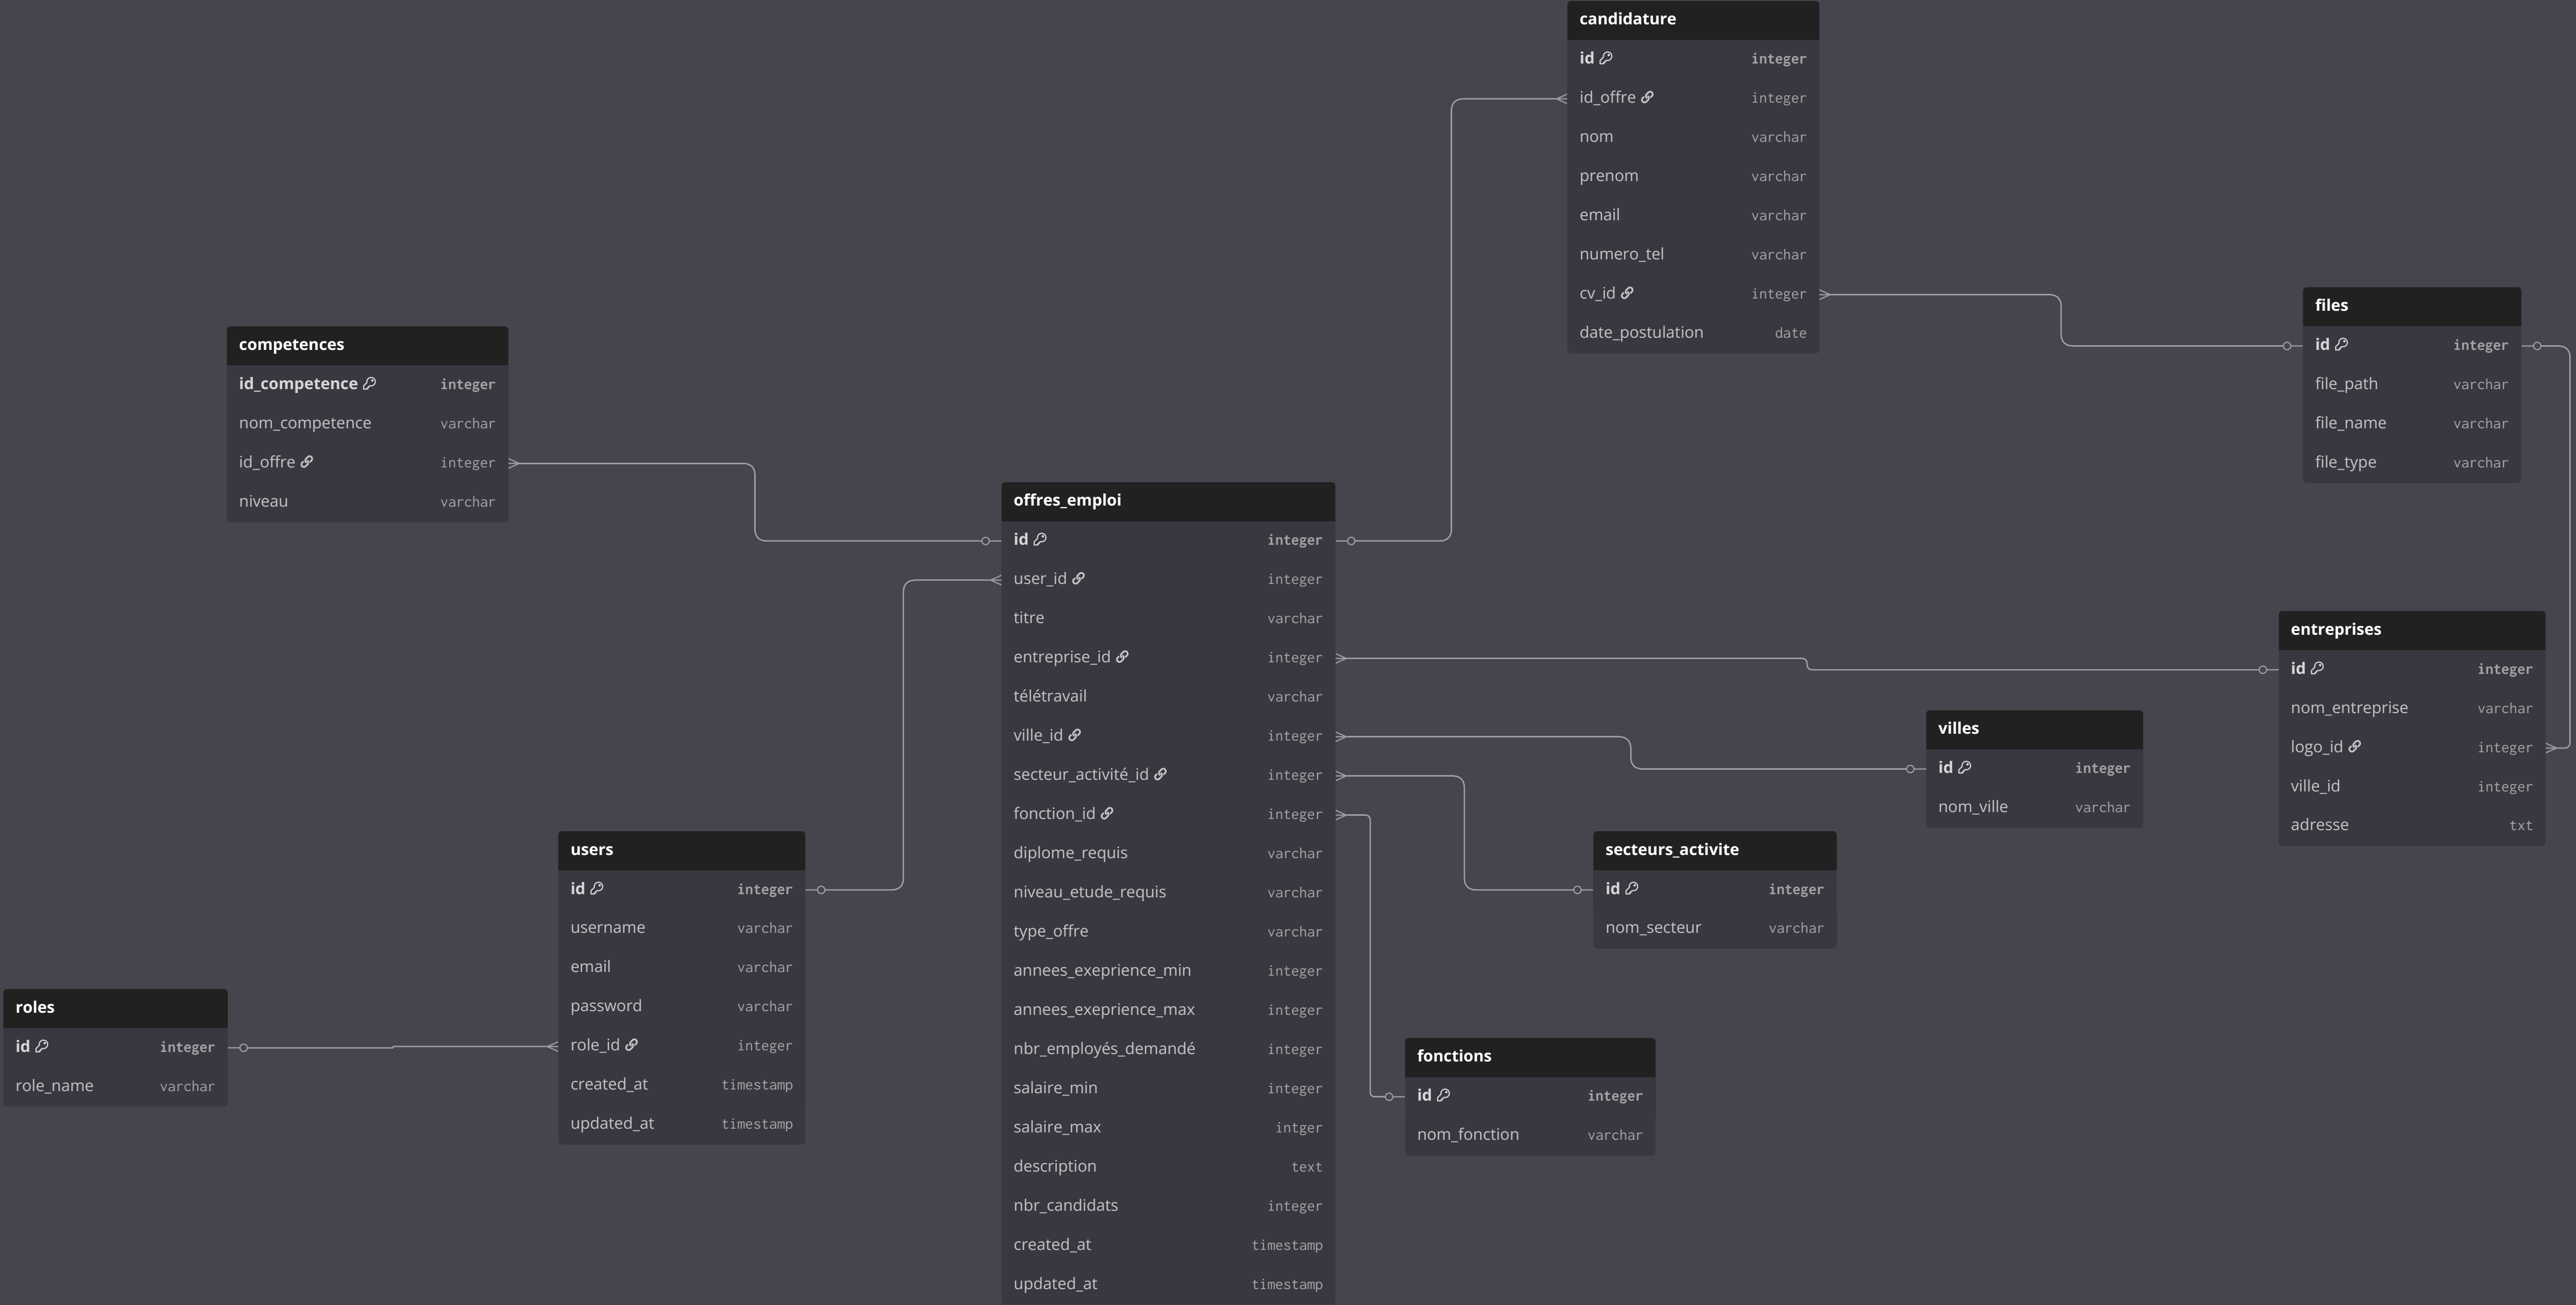 candidature
id integer
id_offre integer
nom varchar
prenom varchar
email varchar
numero_tel varchar
cv_id integer
date_postulation date
files
id integer
file_path varchar
file_name varchar
file_type varchar
competences
id_competence integer
nom_competence varchar
id_offre integer
niveau varchar
offres_emploi
id integer
user_id integer
titre varchar
entreprise_id integer
télétravail varchar
ville_id integer
secteur_activité_id integer
fonction_id integer
diplome_requis varchar
niveau_etude_requis varchar
type_offre varchar
annees_exeprience_min integer
annees_exeprience_max integer
nbr_employés_demandé integer
salaire_min integer
salaire_max intger
description text
nbr_candidats integer
created_at timestamp
updated_at timestamp
entreprises
id integer
nom_entreprise varchar
logo_id integer
ville_id integer
adresse txt
villes
id integer
nom_ville varchar
secteurs_activite
id integer
nom_secteur varchar
users
id integer
username varchar
email varchar
password varchar
role_id integer
created_at timestamp
updated_at timestamp
roles
id integer
role_name varchar
fonctions
id integer
nom_fonction varchar